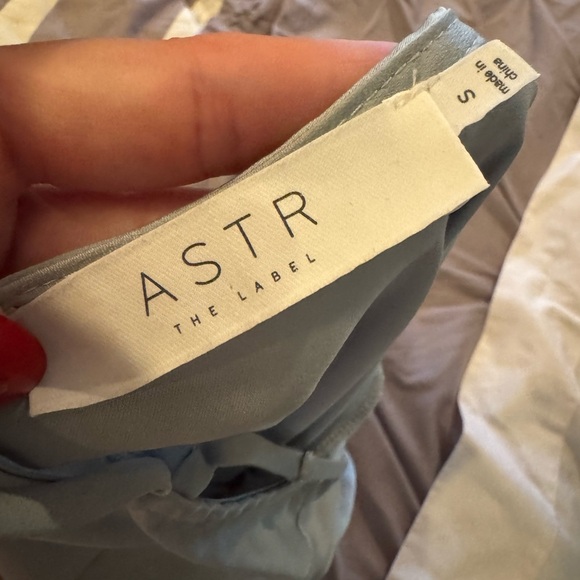 ASTR
THE LABEL
S
made in
china